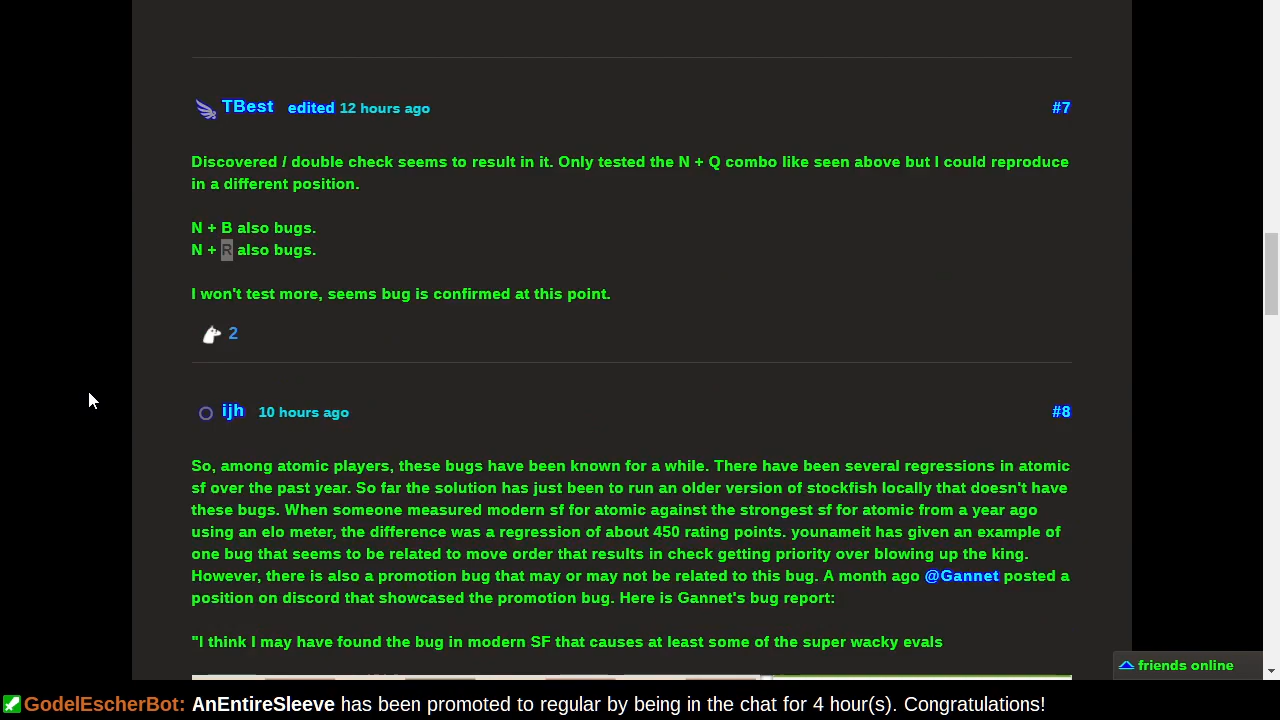 TBest edited 12 hours ago #7
Discovered / double check seems to result in it. Only tested the N + Q combo like seen above but I could reproduce
in a different position.
N + B also bugs.
N + R also bugs.
I won't test more, seems bug is confirmed at this point.
2
ijh 10 hours ago #8
So, among atomic players, these bugs have been known for a while. There have been several regressions in atomic
sf over the past year. So far the solution has just been to run an older version of stockfish locally that doesn't have
these bugs. When someone measured modern sf for atomic against the strongest sf for atomic from a year ago
using an elo meter, the difference was a regression of about 450 rating points. younameit has given an example of
one bug that seems to be related to move order that results in check getting priority over blowing up the king.
However, there is also a promotion bug that may or may not be related to this bug. A month ago @Gannet posted a
position on discord that showcased the promotion bug. Here is Gannet's bug report:
"I think I may have found the bug in modern SF that causes at least some of the super wacky evals
friends online
GodelEscherBot: AnEntireSleeve has been promoted to regular by being in the chat for 4 hour(s). Congratulations!